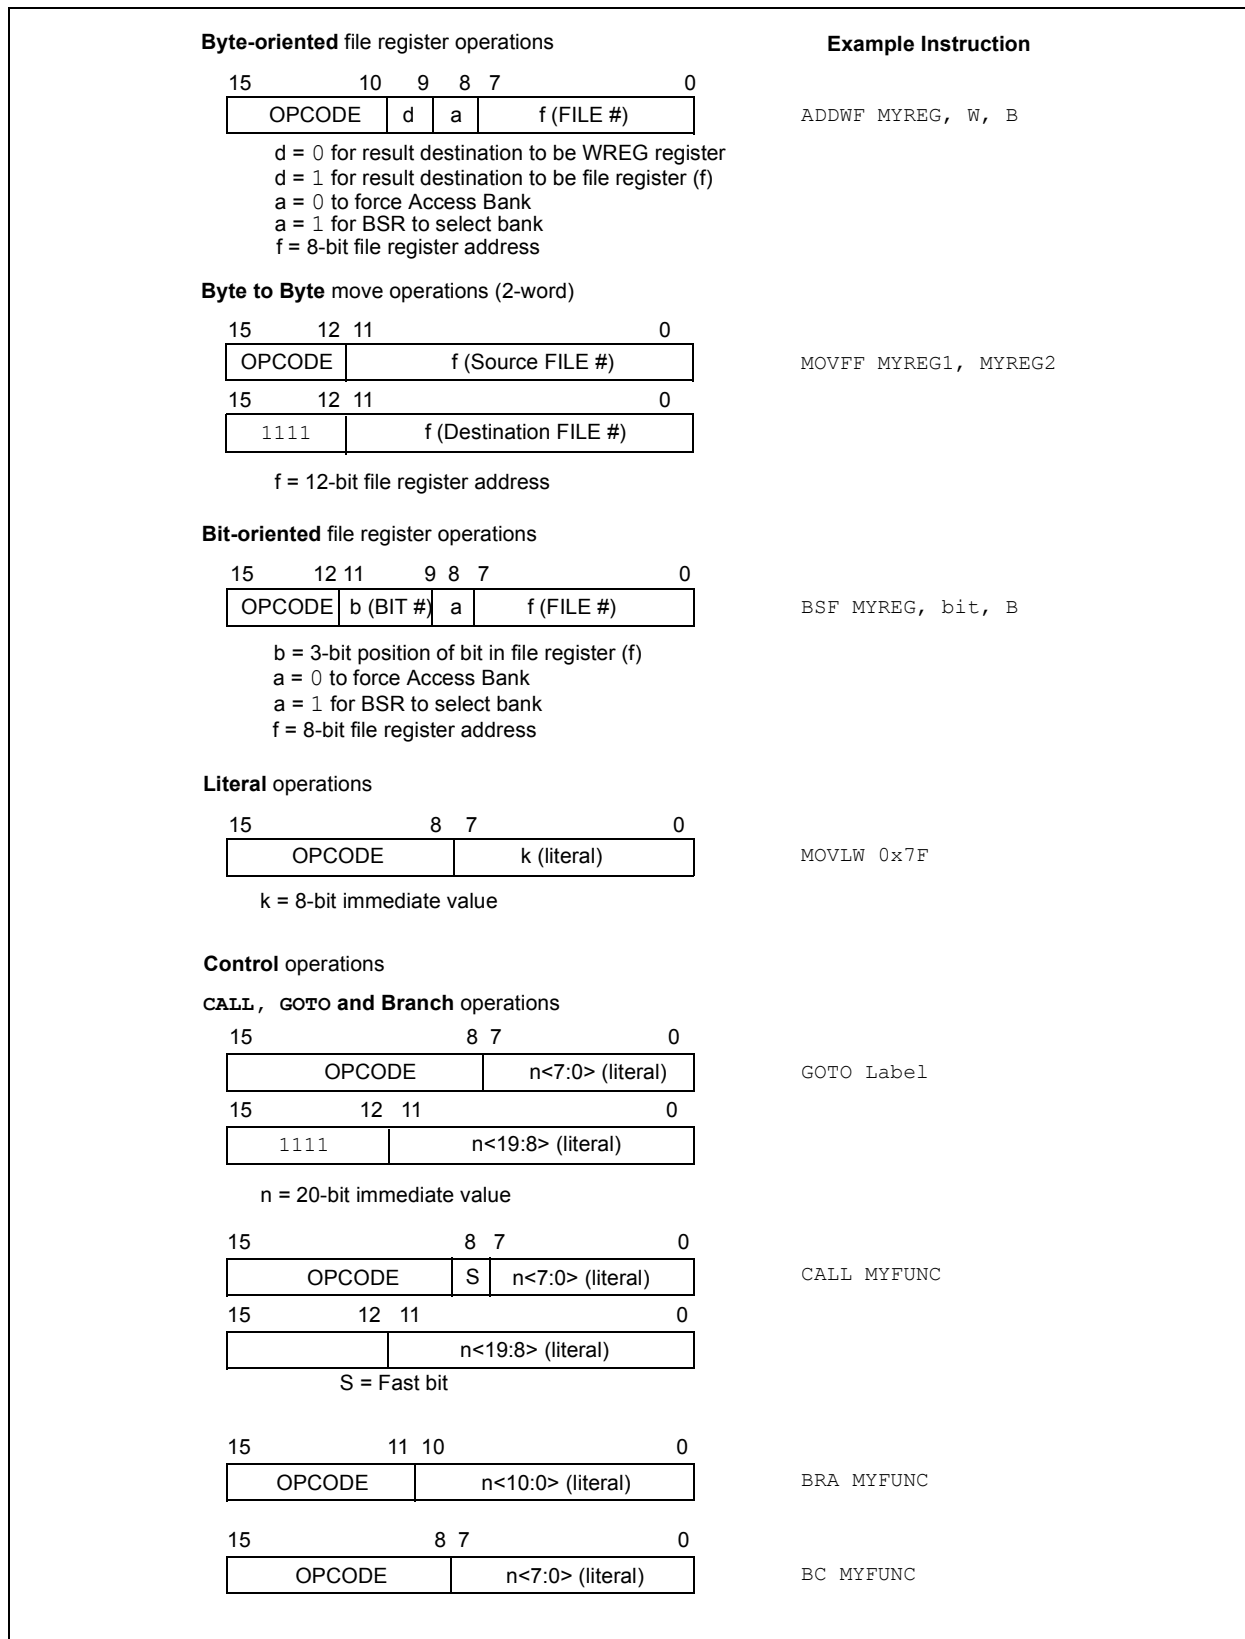 Byte-oriented file register operations Example Instruction
15 10 9 8 7 0
OPCODE d a f (FILE #) ADDWF MYREG, W, B
d = 0 for result destination to be WREG register
d = 1 for result destination to be file register (f)
a = 0 to force Access Bank
a = 1 for BSR to select bank
f = 8-bit file register address
Byte to Byte move operations (2-word)
15 12 11 0
OPCODE f (Source FILE #) MOVFF MYREG1, MYREG2
15 12 11 0
1111 f (Destination FILE #)
f = 12-bit file register address
Bit-oriented file register operations
15 12 11 9 8 7 0
OPCODE b (BIT #) a f (FILE #) BSF MYREG, bit, B
b = 3-bit position of bit in file register (f)
a = 0 to force Access Bank
a = 1 for BSR to select bank
f = 8-bit file register address
Literal operations
15 8 7 0
OPCODE k (literal) MOVLW 0x7F
k = 8-bit immediate value
Control operations
CALL, GOTO and Branch operations
15 8 7 0
OPCODE n<7:0> (literal) GOTO Label
15 12 11 0
1111 n<19:8> (literal)
n = 20-bit immediate value
15 8 7 0
OPCODE S n<7:0> (literal) CALL MYFUNC
15 12 11 0
n<19:8> (literal)
S = Fast bit
15 11 10 0
OPCODE n<10:0> (literal) BRA MYFUNC
15 8 7 0
OPCODE n<7:0> (literal) BC MYFUNC